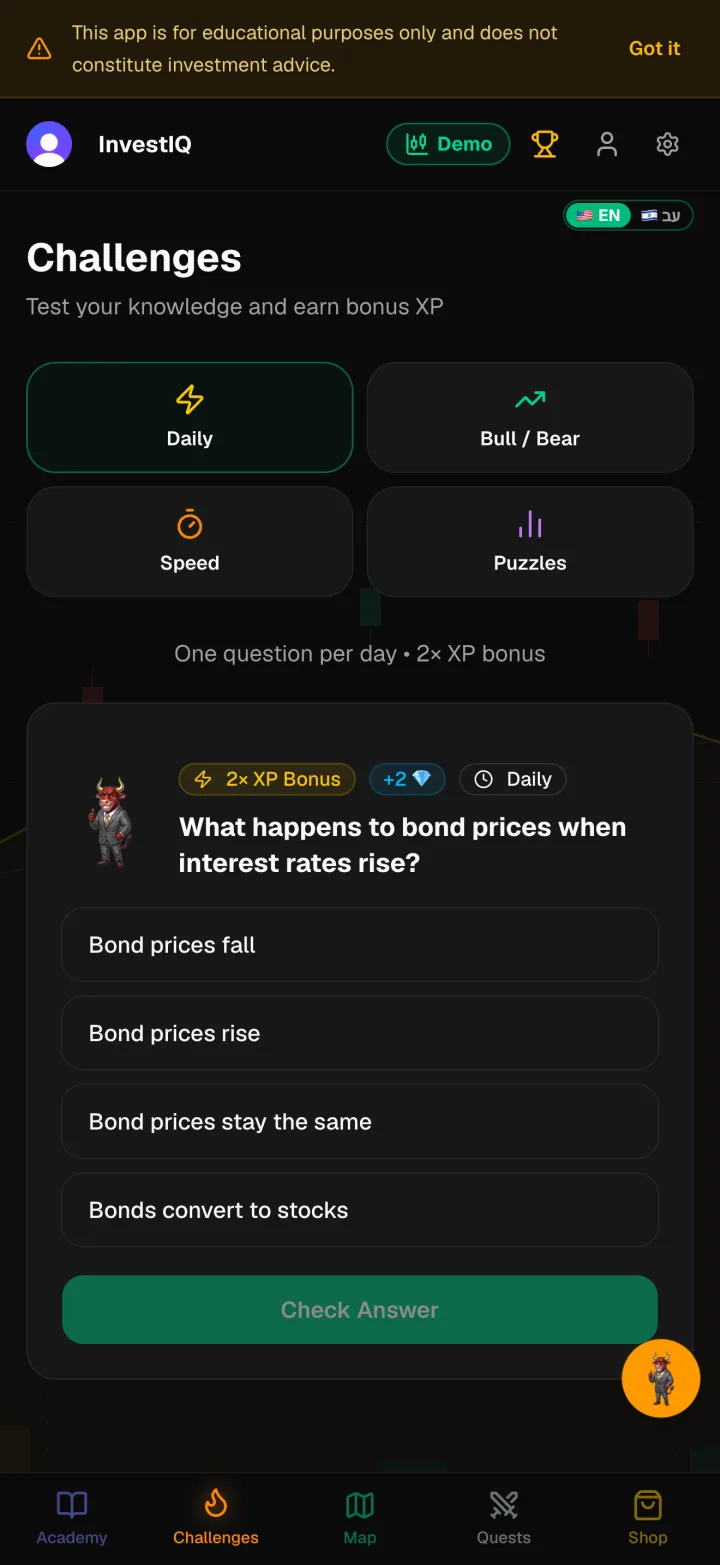 This app is for educational purposes only and does not
constitute investment advice.
Got it
InvestIQ
Demo
EN
עב
Challenges
Test your knowledge and earn bonus XP
Daily
Bull / Bear
Speed
Puzzles
One question per day • 2× XP bonus
2× XP Bonus
+2
Daily
What happens to bond prices when
interest rates rise?
Bond prices fall
Bond prices rise
Bond prices stay the same
Bonds convert to stocks
Check Answer
Academy
Challenges
Map
Quests
Shop